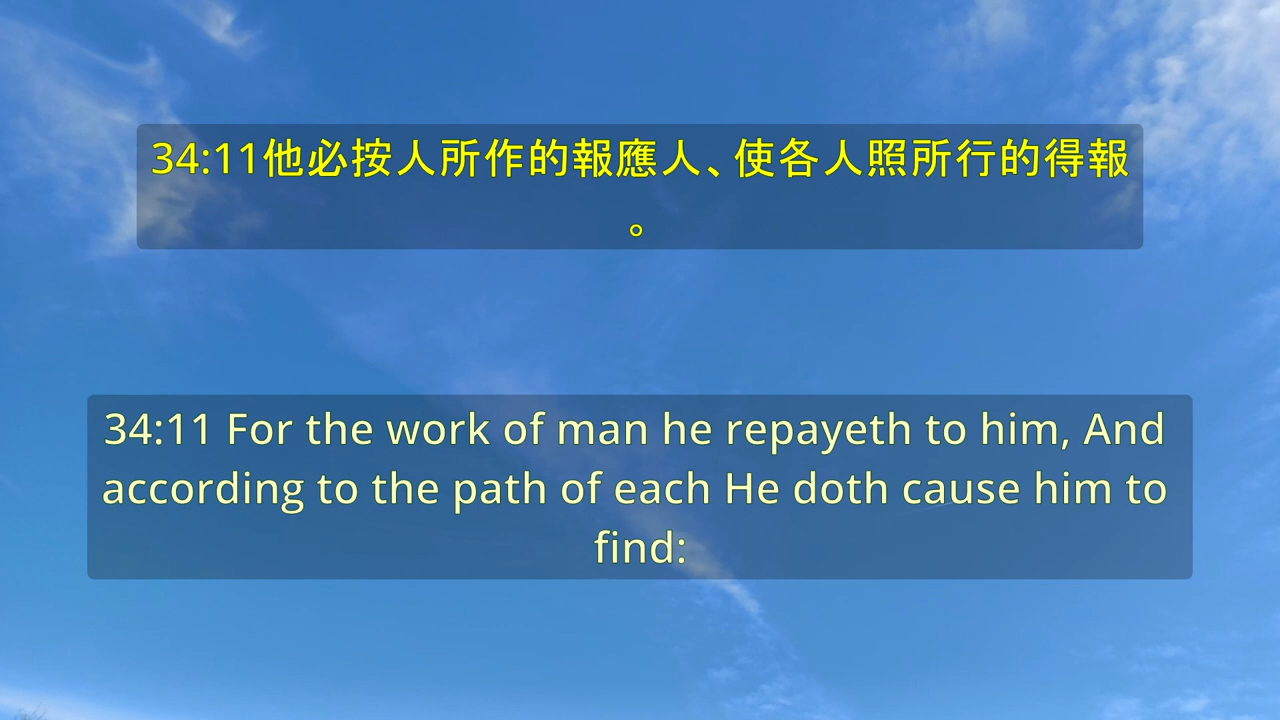 34:11他必按人所作的報應人、使各人照所行的得報
。
34:11 For the work of man he repayeth to him, And
according to the path of each He doth cause him to
find: